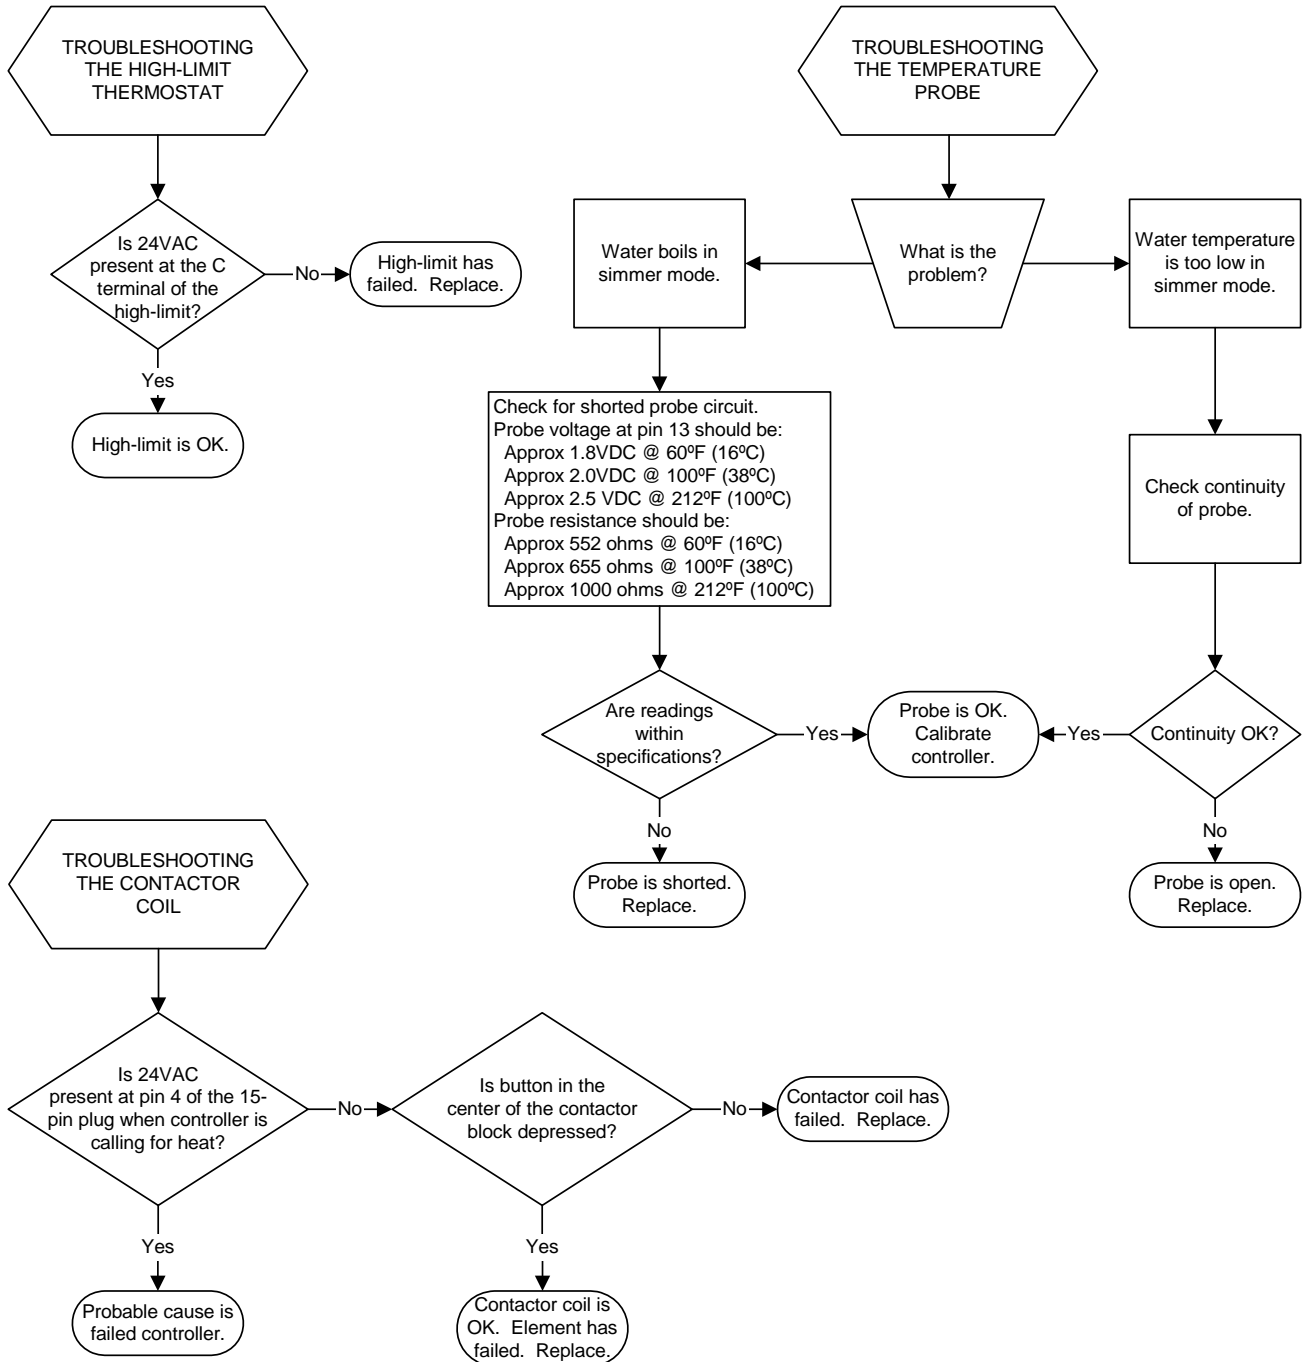 TROUBLESHOOTING
THE HIGH-LIMIT
THERMOSTAT
Is 24VAC
present at the C
terminal of the
high-limit?
No
High-limit has
failed. Replace.
Yes
High-limit is OK.
TROUBLESHOOTING
THE TEMPERATURE
PROBE
What is the
problem?
Water boils in
simmer mode.
Water temperature
is too low in
simmer mode.
Check for shorted probe circuit.
Probe voltage at pin 13 should be:
Approx 1.8VDC @ 60ºF (16ºC)
Approx 2.0VDC @ 100ºF (38ºC)
Approx 2.5 VDC @ 212ºF (100ºC)
Probe resistance should be:
Approx 552 ohms @ 60ºF (16ºC)
Approx 655 ohms @ 100ºF (38ºC)
Approx 1000 ohms @ 212ºF (100ºC)
Check continuity
of probe.
Are readings
within
specifications?
Yes
Probe is OK.
Calibrate
controller.
Yes
Continuity OK?
No
Probe is shorted.
Replace.
No
Probe is open.
Replace.
TROUBLESHOOTING
THE CONTACTOR
COIL
Is 24VAC
present at pin 4 of the 15-
pin plug when controller is
calling for heat?
No
Is button in the
center of the contactor
block depressed?
No
Contactor coil has
failed. Replace.
Yes
Probable cause is
failed controller.
Yes
Contactor coil is
OK. Element has
failed. Replace.